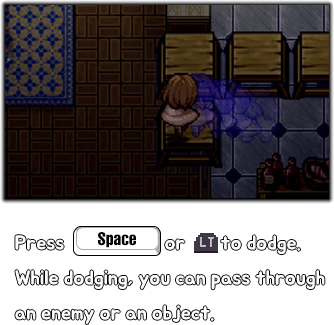 Press Space or LT to dodge.
While dodging, you can pass through
an enemy or an object.